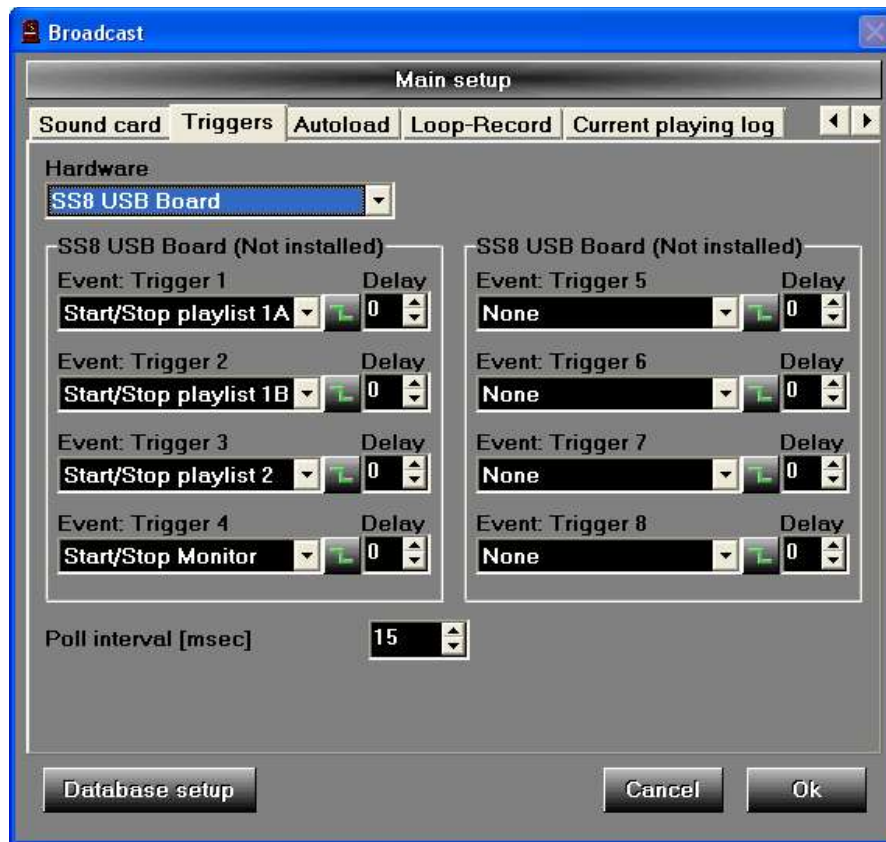 Broadcast
Main setup
Sound card Triggers Autoload Loop-Record Current playing log
Hardware
SS8 USB Board
SS8 USB Board (Not installed)
Event: Trigger 1 Delay
Start/Stop playlist 1A 0
Event: Trigger 2 Delay
Start/Stop playlist 1B 0
Event: Trigger 3 Delay
Start/Stop playlist 2 0
Event: Trigger 4 Delay
Start/Stop Monitor 0
SS8 USB Board (Not installed)
Event: Trigger 5 Delay
None 0
Event: Trigger 6 Delay
None 0
Event: Trigger 7 Delay
None 0
Event: Trigger 8 Delay
None 0
Poll interval [msec] 15
Database setup Cancel Ok